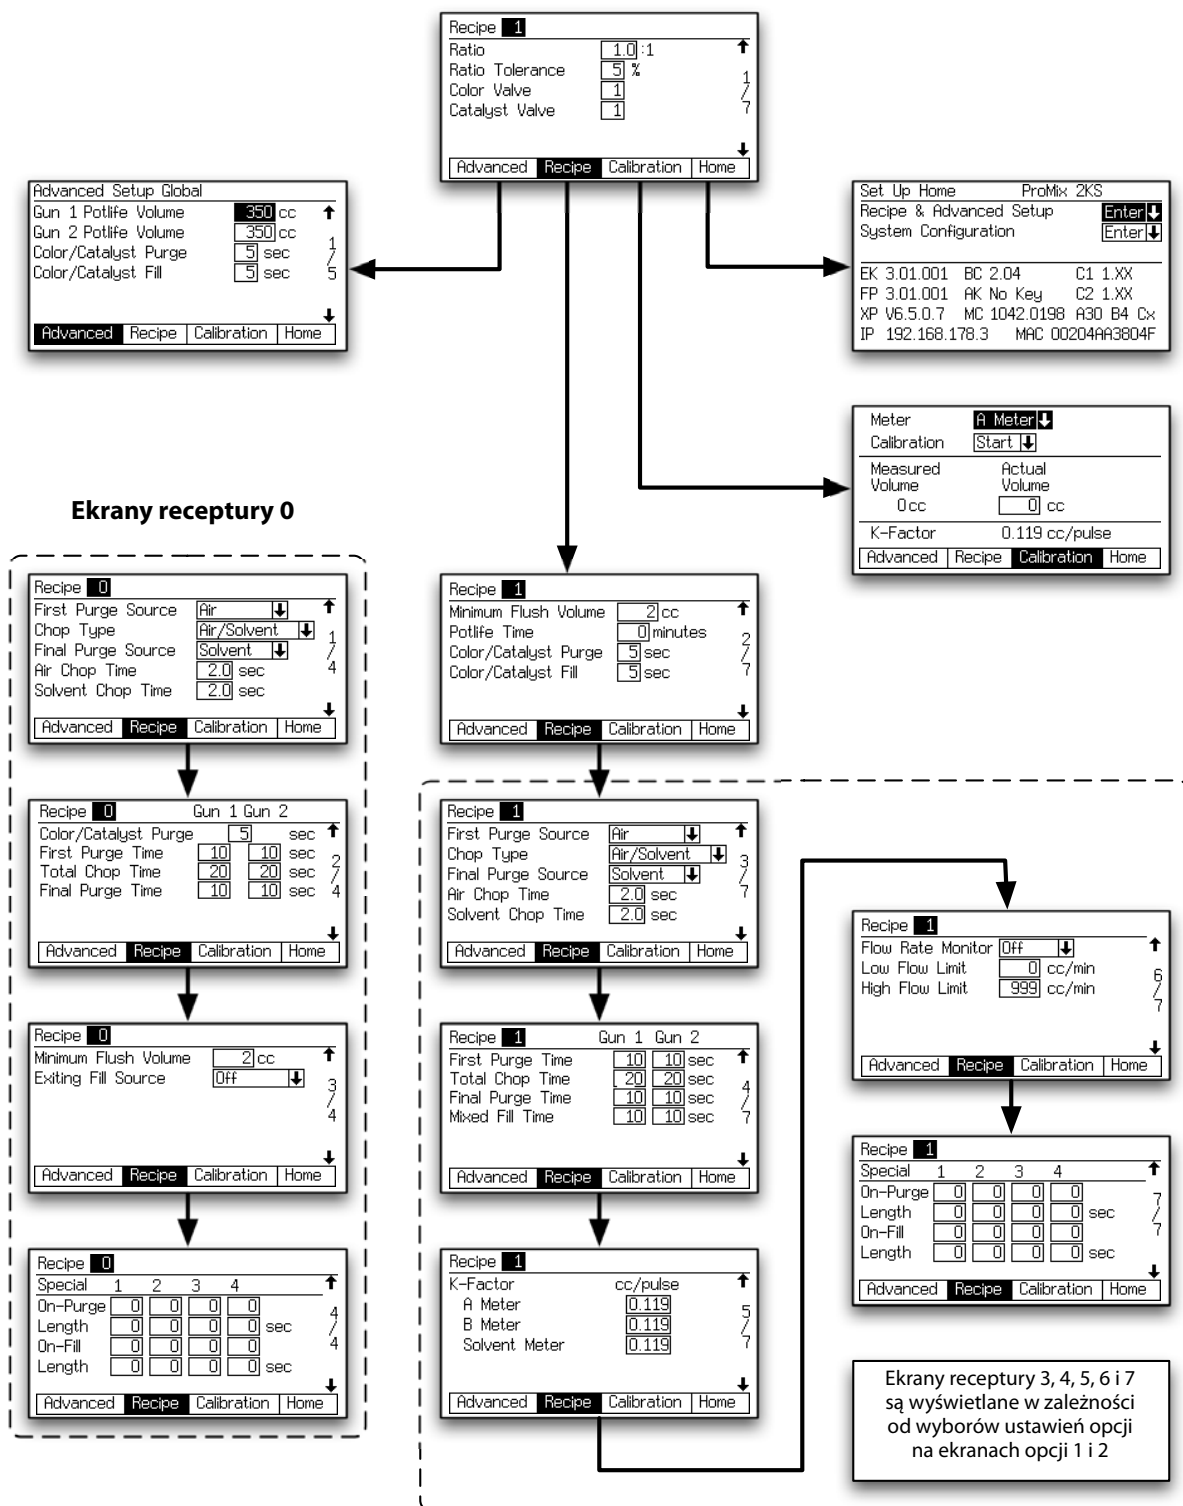 Recipe 1
Ratio 1.0 :1
Ratio Tolerance 5 %
Color Valve 1
Catalyst Valve 1
1/7
Advanced Recipe Calibration Home
Advanced Setup Global
Gun 1 Potlife Volume 350 cc
Gun 2 Potlife Volume 350 cc
Color/Catalyst Purge 5 sec
Color/Catalyst Fill 5 sec
1/5
Advanced Recipe Calibration Home
Set Up Home ProMix 2KS
Recipe & Advanced Setup Enter
System Configuration Enter
EK 3.01.001 BC 2.04 C1 1.XX
FP 3.01.001 AK No Key C2 1.XX
XP V6.5.0.7 MC 1042.0198 A30 B4 Cx
IP 192.168.178.3 MAC 00204AA3804F
Meter A Meter
Calibration Start
Measured Actual
Volume Volume
0 cc 0 cc
K-Factor 0.119 cc/pulse
Advanced Recipe Calibration Home
Ekrany receptury 0
Recipe 0
First Purge Source Air
Chop Type Air/Solvent
Final Purge Source Solvent
Air Chop Time 2.0 sec
Solvent Chop Time 2.0 sec
1/4
Advanced Recipe Calibration Home
Recipe 0 Gun 1 Gun 2
Color/Catalyst Purge 5 sec
First Purge Time 10 10 sec
Total Chop Time 20 20 sec
Final Purge Time 10 10 sec
2/4
Advanced Recipe Calibration Home
Recipe 0
Minimum Flush Volume 2 cc
Exiting Fill Source Off
3/4
Advanced Recipe Calibration Home
Recipe 0
Special 1 2 3 4
On-Purge 0 0 0 0
Length 0 0 0 0 sec
On-Fill 0 0 0 0
Length 0 0 0 0 sec
4/4
Advanced Recipe Calibration Home
Recipe 1
Minimum Flush Volume 2 cc
Potlife Time 0 minutes
Color/Catalyst Purge 5 sec
Color/Catalyst Fill 5 sec
2/7
Advanced Recipe Calibration Home
Recipe 1
First Purge Source Air
Chop Type Air/Solvent
Final Purge Source Solvent
Air Chop Time 2.0 sec
Solvent Chop Time 2.0 sec
3/7
Advanced Recipe Calibration Home
Recipe 1 Gun 1 Gun 2
First Purge Time 10 10 sec
Total Chop Time 20 20 sec
Final Purge Time 10 10 sec
Mixed Fill Time 10 10 sec
4/7
Advanced Recipe Calibration Home
Recipe 1
K-Factor cc/pulse
A Meter 0.119
B Meter 0.119
Solvent Meter 0.119
5/7
Advanced Recipe Calibration Home
Recipe 1
Flow Rate Monitor Off
Low Flow Limit 0 cc/min
High Flow Limit 999 cc/min
6/7
Advanced Recipe Calibration Home
Recipe 1
Special 1 2 3 4
On-Purge 0 0 0 0
Length 0 0 0 0 sec
On-Fill 0 0 0 0
Length 0 0 0 0 sec
7/7
Advanced Recipe Calibration Home
Ekrany receptury 3, 4, 5, 6 i 7
są wyświetlane w zależności
od wyborów ustawień opcji
na ekranach opcji 1 i 2